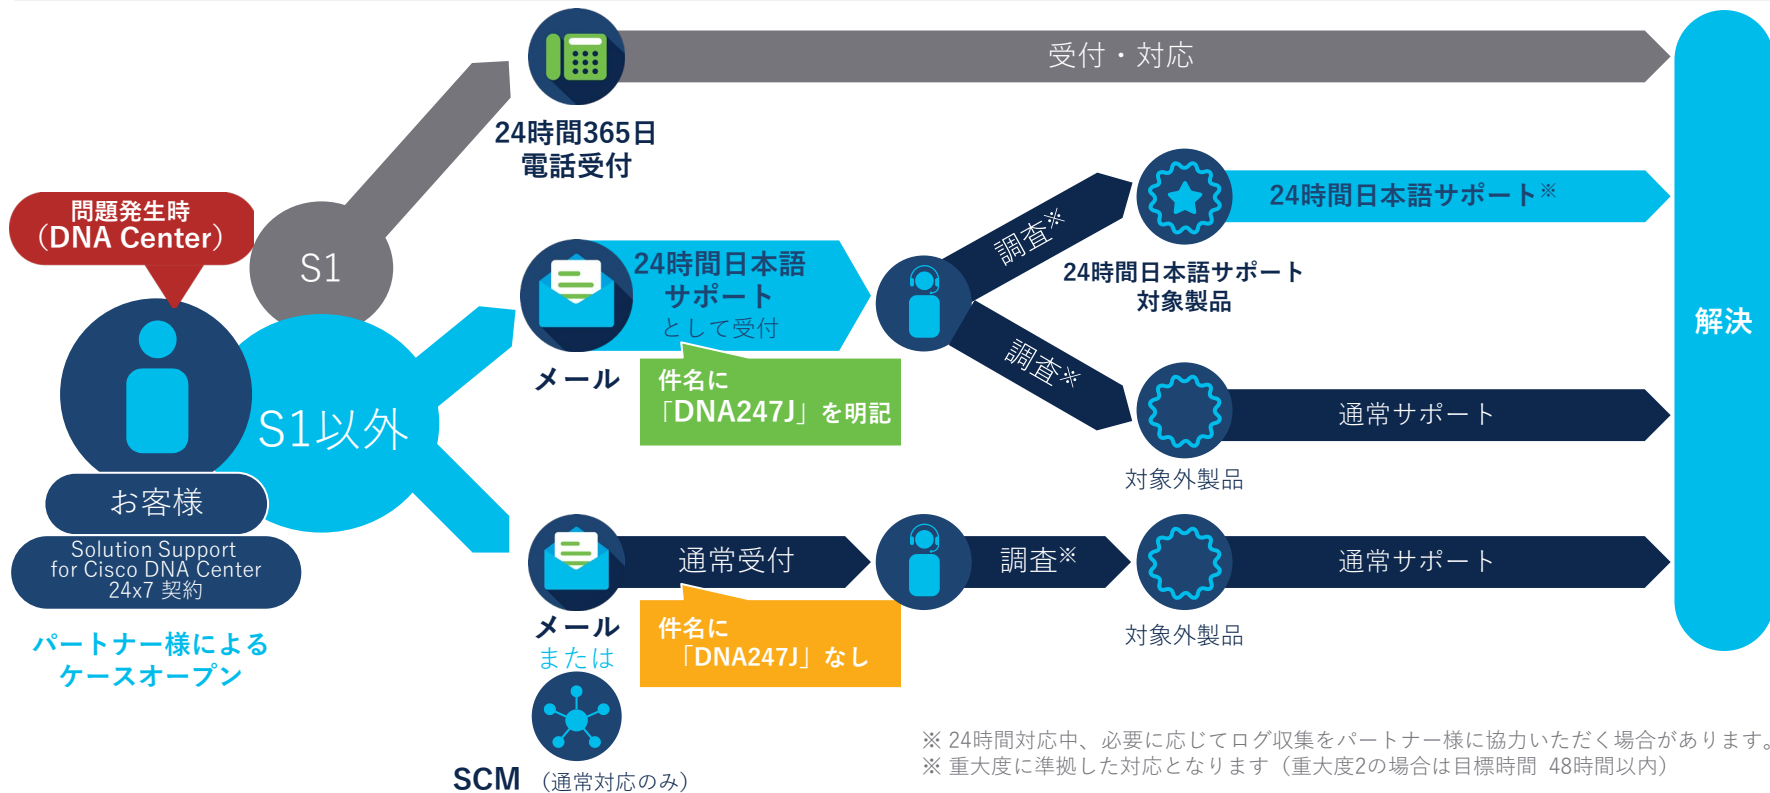 受付・対応
24時間365日
電話受付
問題発生時
（DNA Center）
S1
S1以外
お客様
Solution Support
for Cisco DNA Center
24x7 契約
パートナー様による
ケースオープン
24時間日本語
サポート
として受付
メール
件名に
「DNA247J」を明記
調査※
24時間日本語サポート※
24時間日本語サポート
対象製品
調査※
通常サポート
対象外製品
解決
通常受付
調査※
通常サポート
対象外製品
メール
または
件名に
「DNA247J」なし
SCM （通常対応のみ）
※ 24時間対応中、必要に応じてログ収集をパートナー様に協力いただく場合があります。
※ 重大度に準拠した対応となります（重大度2の場合は目標時間 48時間以内）